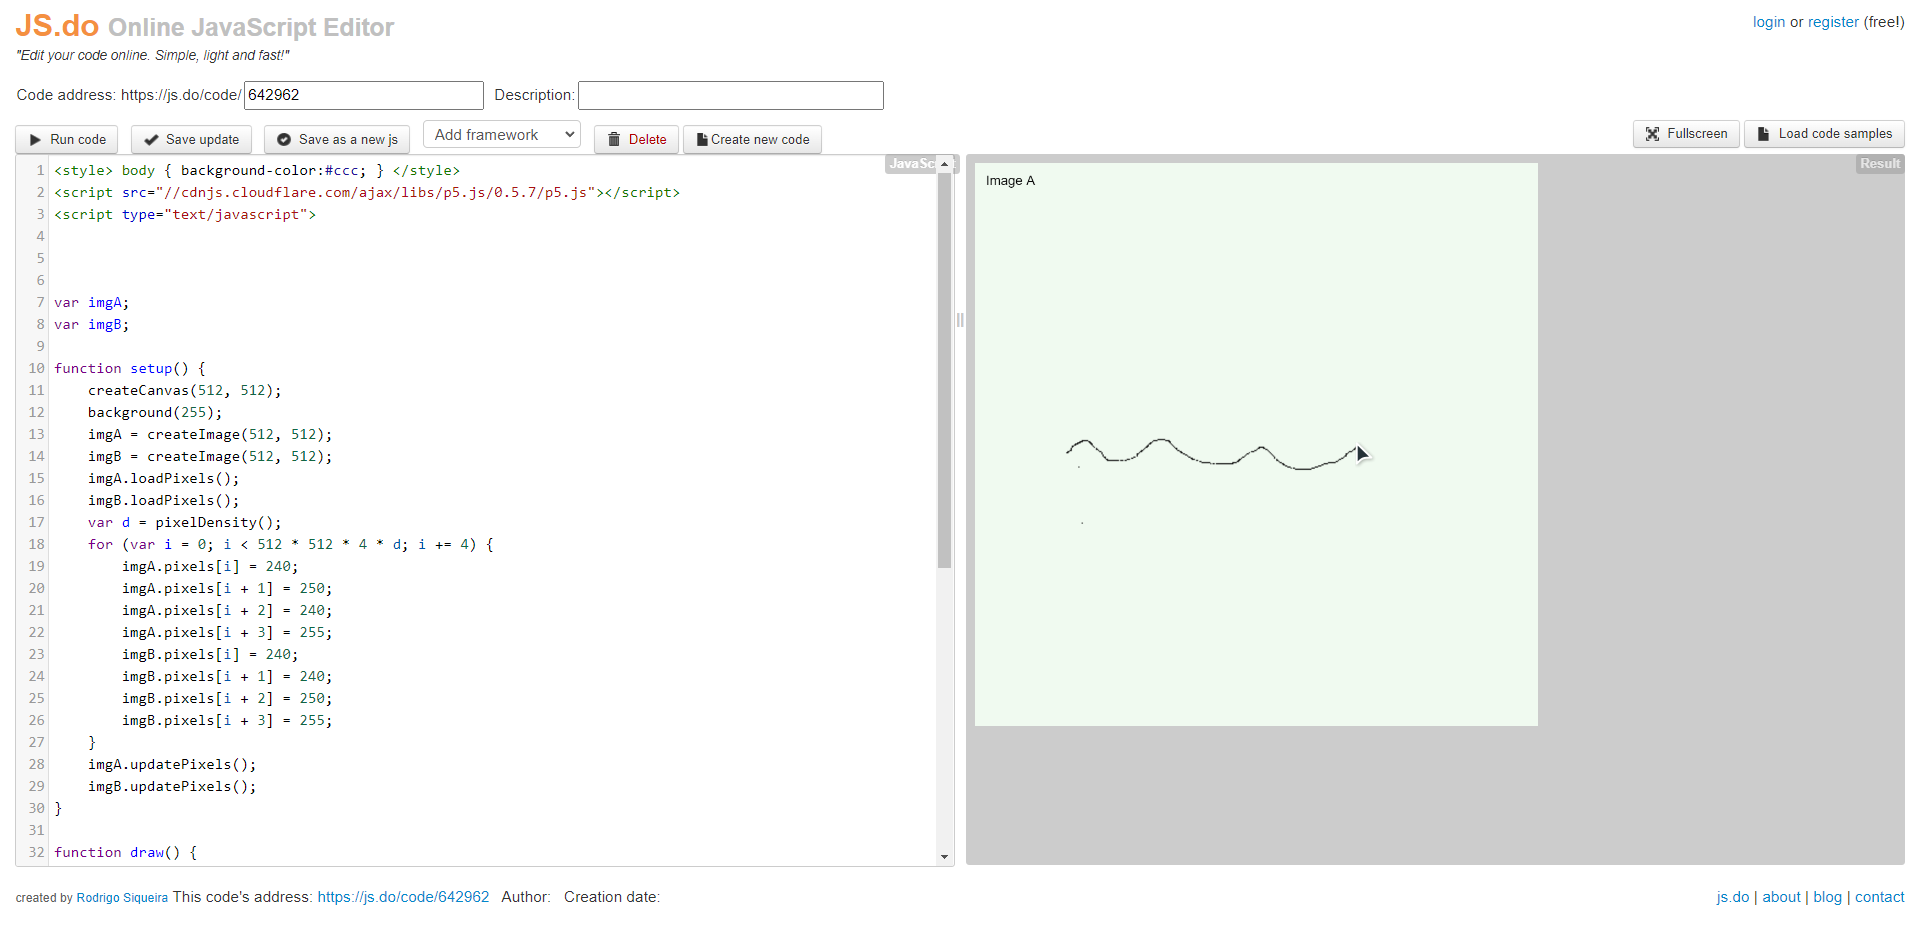 JS.do Online JavaScript Editor
login or register (free!)
"Edit your code online. Simple, light and fast!"
Code address: https://js.do/code/ 642962 Description:
Run code Save update Save as a new js Add framework Delete Create new code Fullscreen Load code samples
JavaScript
Result
1 <style> body { background-color:#ccc; } </style>
2 <script src="//cdnjs.cloudflare.com/ajax/libs/p5.js/0.5.7/p5.js"></script>
3 <script type="text/javascript">
4
5
6
7 var imgA;
8 var imgB;
9
10 function setup() {
11     createCanvas(512, 512);
12     background(255);
13     imgA = createImage(512, 512);
14     imgB = createImage(512, 512);
15     imgA.loadPixels();
16     imgB.loadPixels();
17     var d = pixelDensity();
18     for (var i = 0; i < 512 * 512 * 4 * d; i += 4) {
19         imgA.pixels[i] = 240;
20         imgA.pixels[i + 1] = 250;
21         imgA.pixels[i + 2] = 240;
22         imgA.pixels[i + 3] = 255;
23         imgB.pixels[i] = 240;
24         imgB.pixels[i + 1] = 240;
25         imgB.pixels[i + 2] = 250;
26         imgB.pixels[i + 3] = 255;
27     }
28     imgA.updatePixels();
29     imgB.updatePixels();
30 }
31
32 function draw() {
Image A
created by Rodrigo Siqueira This code's address: https://js.do/code/642962 Author: Creation date:
js.do | about | blog | contact